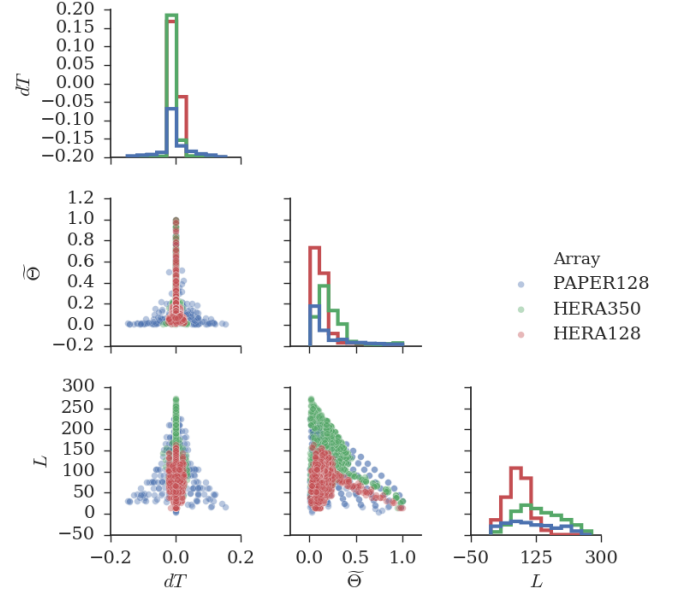 0.20
0.15
0.10
0.05
0.00
−0.05
−0.10
−0.15
−0.20
dT
1.2
1.0
0.8
0.6
0.4
0.2
0.0
−0.2
Θ̃
Array
PAPER128
HERA350
HERA128
300
250
200
150
100
50
0
−50
L
−0.2 0.0 0.2
dT
0.0 0.5 1.0
Θ̃
−50 125 300
L